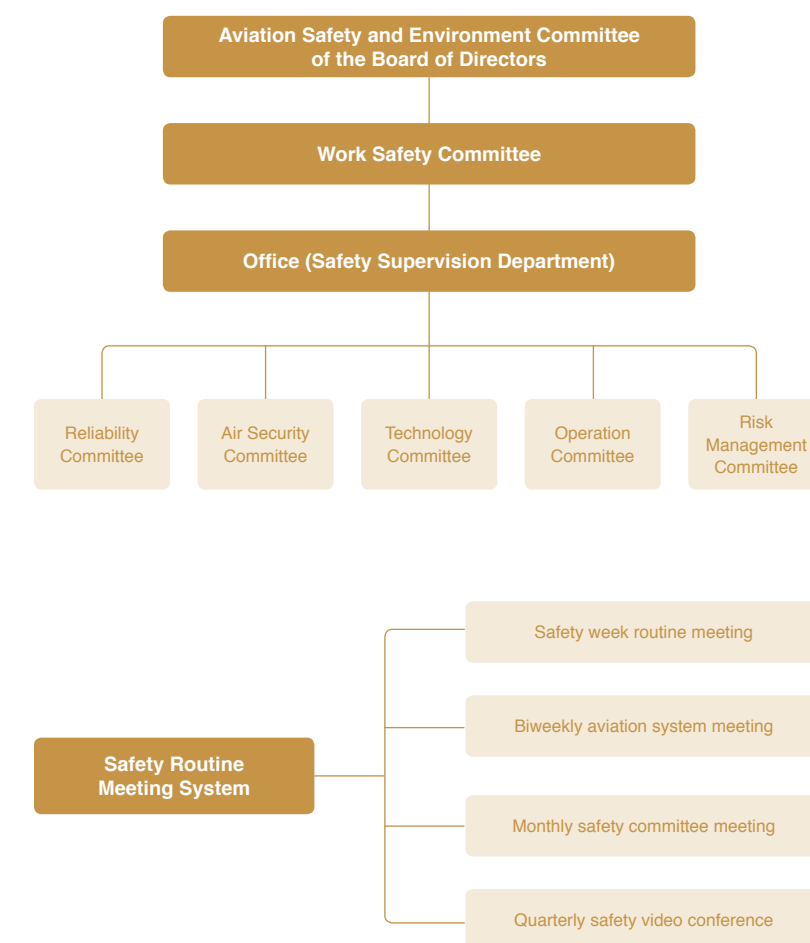 Aviation Safety and Environment Committee
of the Board of Directors
Work Safety Committee
Office (Safety Supervision Department)
Reliability
Committee
Air Security
Committee
Technology
Committee
Operation
Committee
Risk
Management
Committee
Safety Routine
Meeting System
Safety week routine meeting
Biweekly aviation system meeting
Monthly safety committee meeting
Quarterly safety video conference